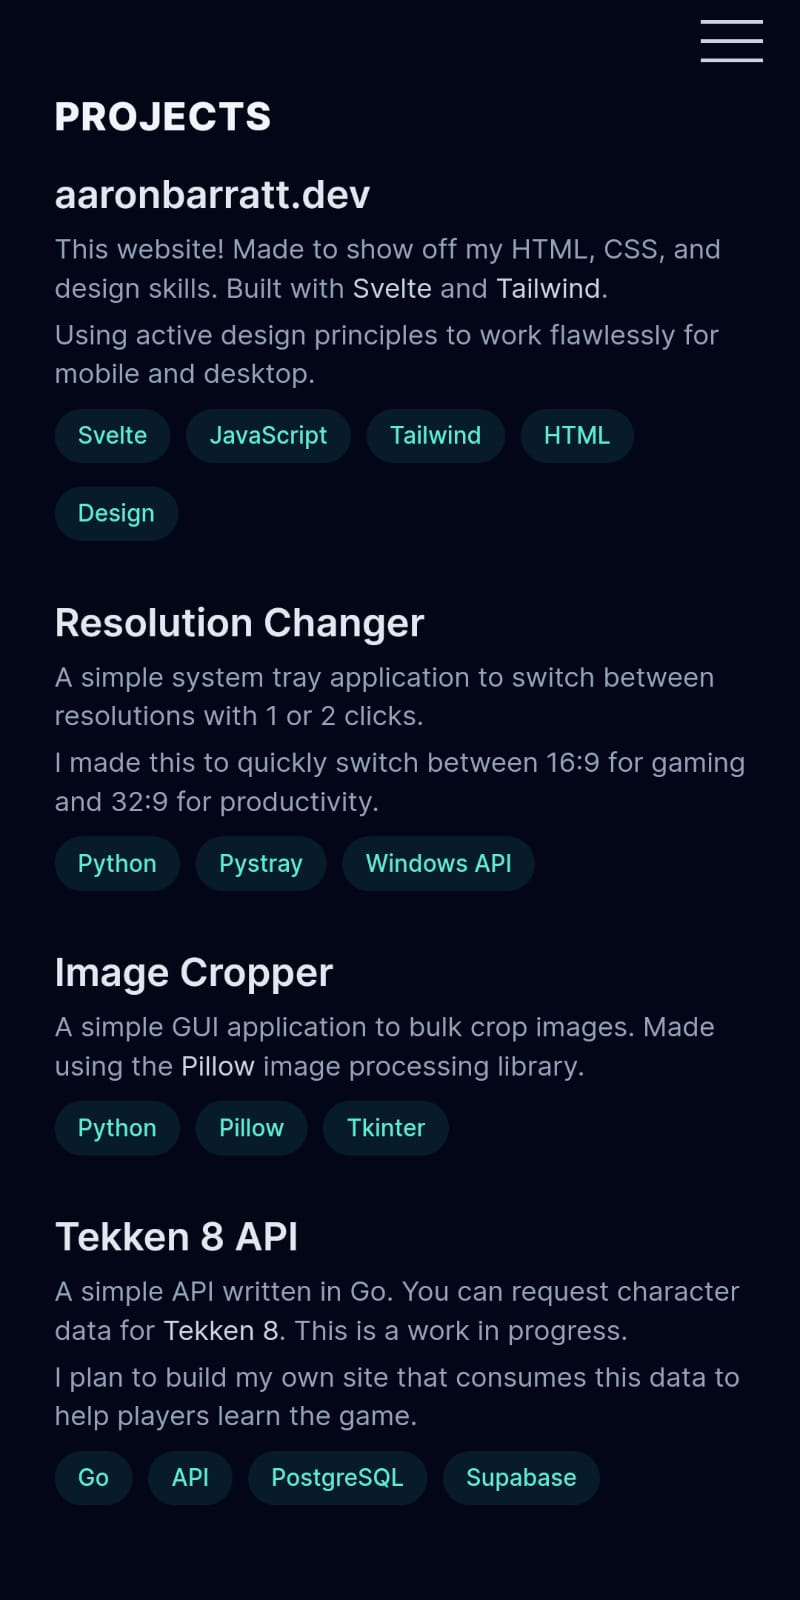 PROJECTS
aaronbarratt.dev
This website! Made to show off my HTML, CSS, and
design skills. Built with Svelte and Tailwind.
Using active design principles to work flawlessly for
mobile and desktop.
Svelte JavaScript Tailwind HTML
Design
Resolution Changer
A simple system tray application to switch between
resolutions with 1 or 2 clicks.
I made this to quickly switch between 16:9 for gaming
and 32:9 for productivity.
Python Pystray Windows API
Image Cropper
A simple GUI application to bulk crop images. Made
using the Pillow image processing library.
Python Pillow Tkinter
Tekken 8 API
A simple API written in Go. You can request character
data for Tekken 8. This is a work in progress.
I plan to build my own site that consumes this data to
help players learn the game.
Go API PostgreSQL Supabase